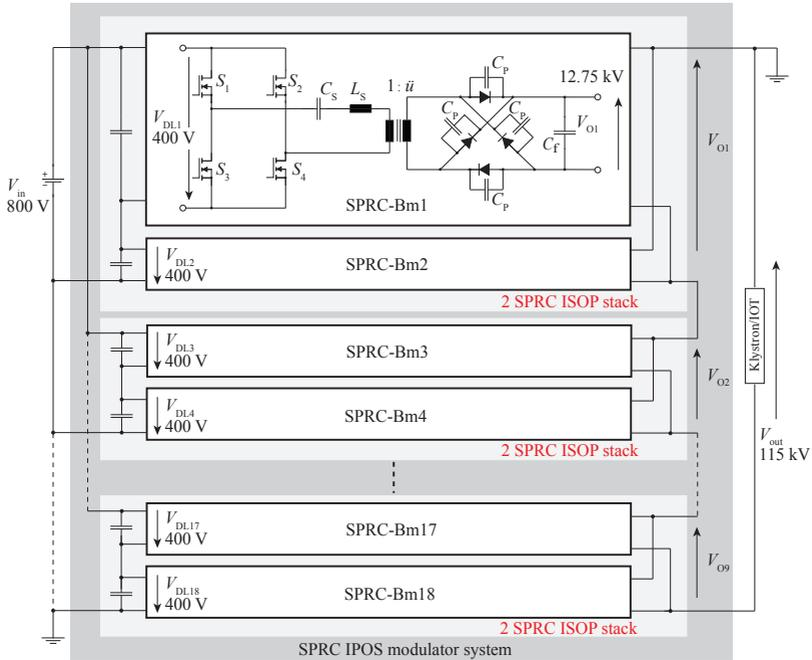 V_in
800 V
V_DL1
400 V
S_1
S_2
S_3
S_4
C_S
L_S
1 : ü
C_P
C_P
C_P
C_P
C_f
V_O1
12.75 kV
SPRC-Bm1
V_DL2
400 V
SPRC-Bm2
2 SPRC ISOP stack
V_O1
V_DL3
400 V
SPRC-Bm3
V_DL4
400 V
SPRC-Bm4
2 SPRC ISOP stack
V_O2
Klystron/IOT
V_out
115 kV
V_DL17
400 V
SPRC-Bm17
V_DL18
400 V
SPRC-Bm18
2 SPRC ISOP stack
V_O9
SPRC IPOS modulator system